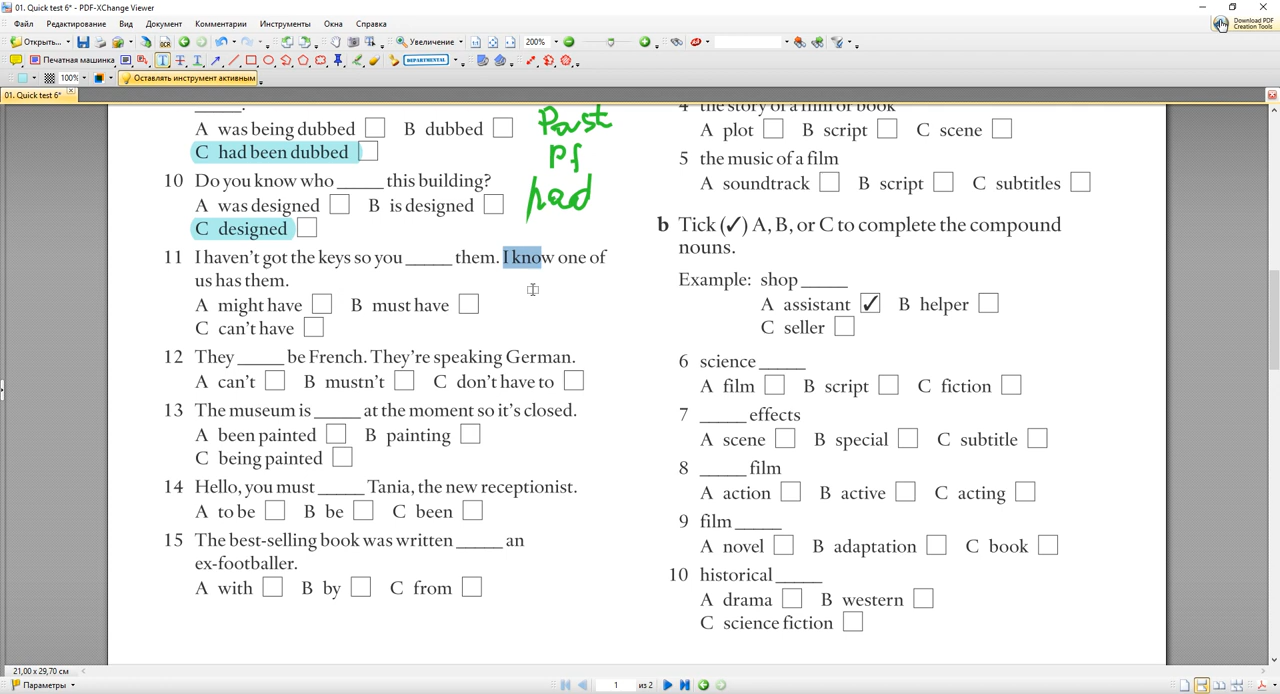 01. Quick test 6* - PDF-XChange Viewer
Файл Редактирование Вид Документ Комментарии Инструменты Окна Справка
Download PDF Creation Tools
Открыть... OCR Увеличение 200%
Печатная машинка DEPARTMENTAL
100% Оставлять инструмент активным
01. Quick test 6*
_____.
A was being dubbed B dubbed
C had been dubbed
Past
Pf
had
10 Do you know who _____ this building?
A was designed B is designed
C designed
11 I haven't got the keys so you _____ them. I know one of
us has them.
A might have B must have
C can't have
12 They _____ be French. They're speaking German.
A can't B mustn't C don't have to
13 The museum is _____ at the moment so it's closed.
A been painted B painting
C being painted
14 Hello, you must _____ Tania, the new receptionist.
A to be B be C been
15 The best-selling book was written _____ an
ex-footballer.
A with B by C from
4 the story of a film or book
A plot B script C scene
5 the music of a film
A soundtrack B script C subtitles
b Tick (✓) A, B, or C to complete the compound
nouns.
Example: shop _____
A assistant ✓ B helper
C seller
6 science _____
A film B script C fiction
7 _____ effects
A scene B special C subtitle
8 _____ film
A action B active C acting
9 film _____
A novel B adaptation C book
10 historical _____
A drama B western
C science fiction
21,00 x 29,70 см
Параметры 1 из 2